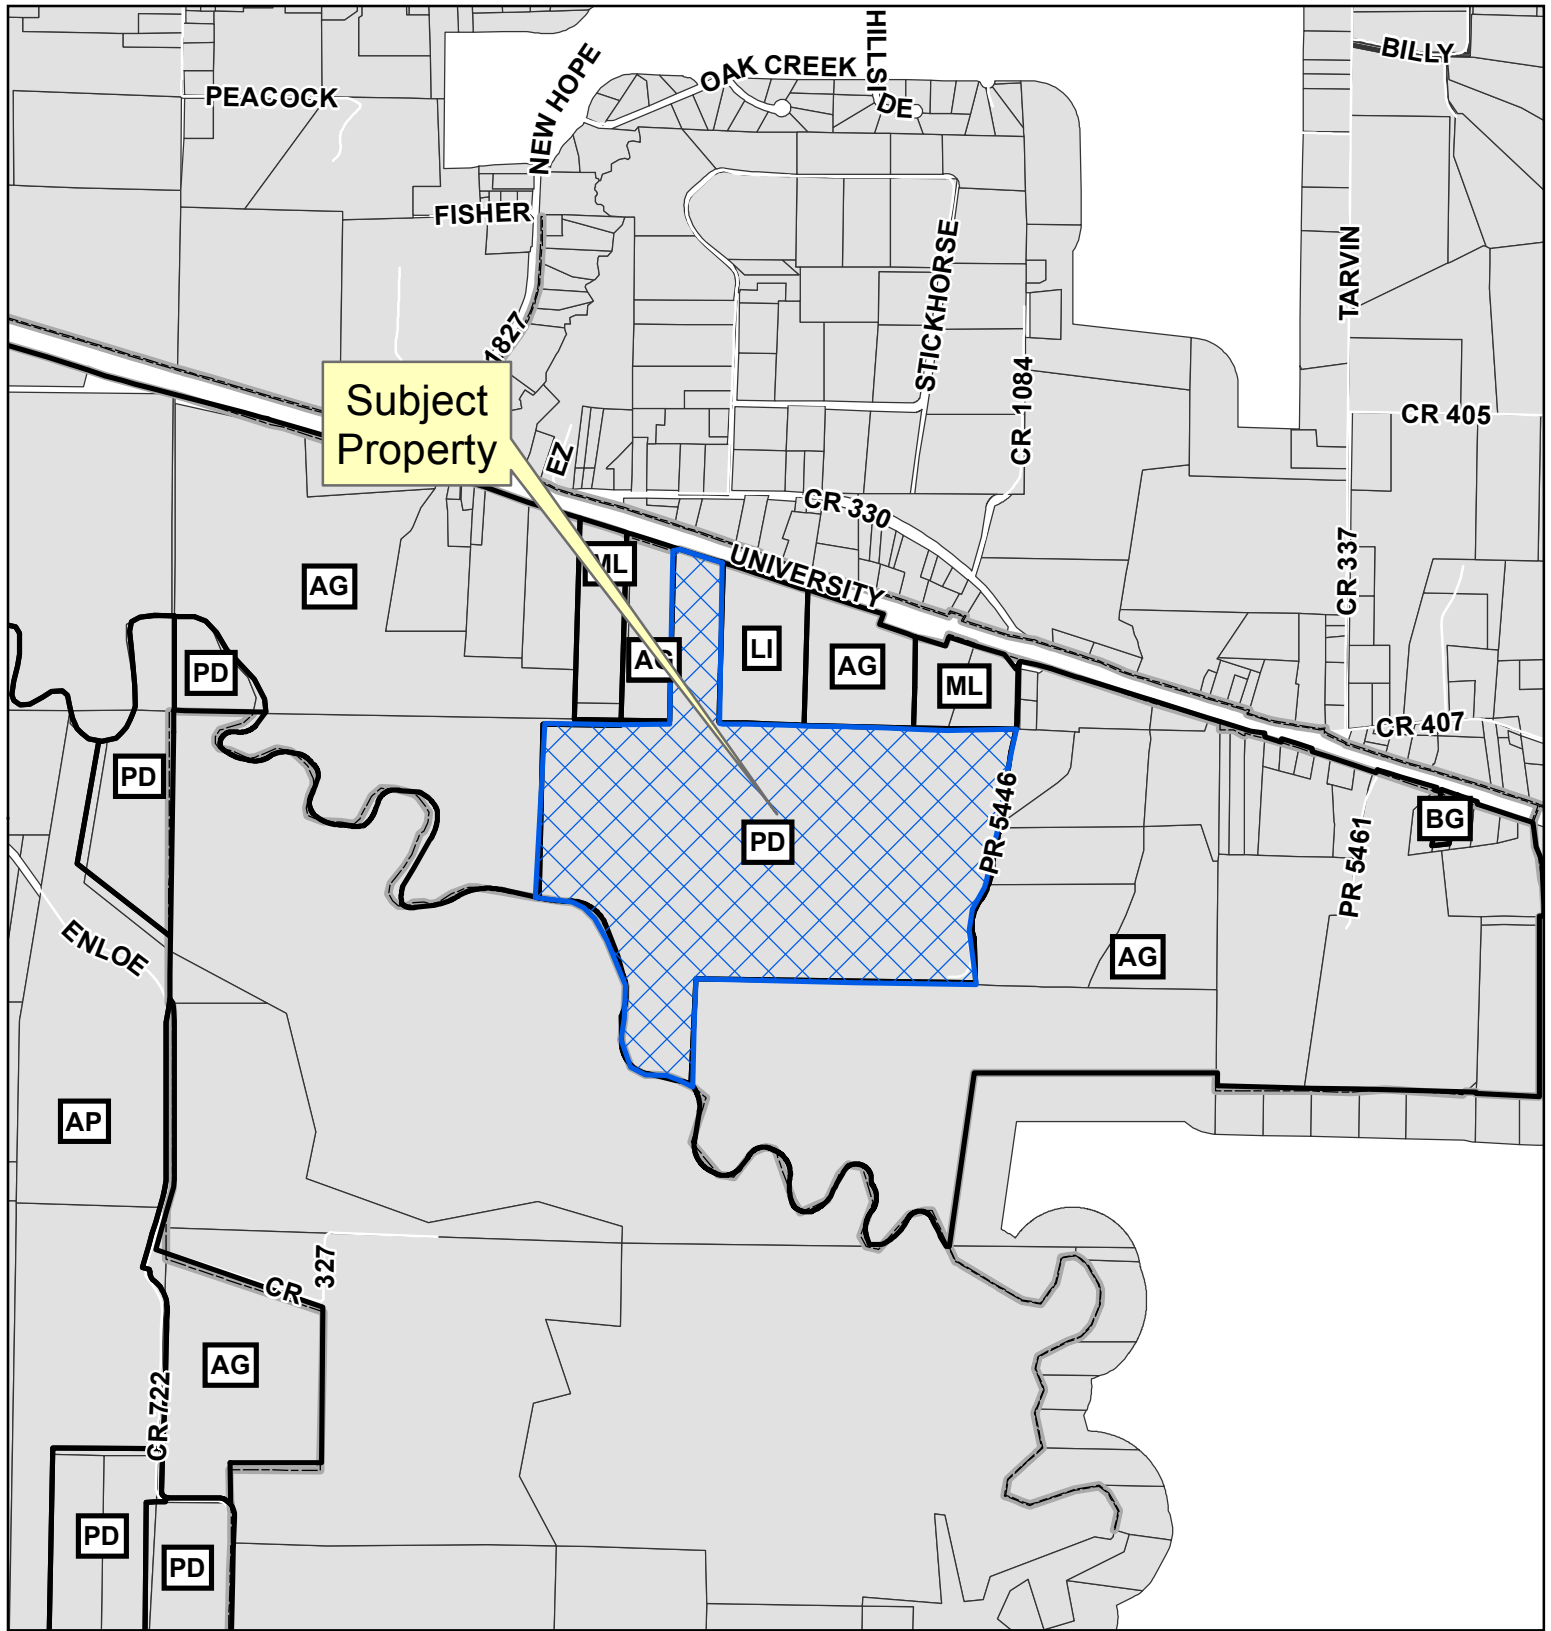 HILLSI
DE
BILLY
OAK CREEK
PEACOCK
NEW HOPE
FISHER
TARVIN
STICKHORSE
1827
Subject
Property
CR 1084
CR 405
EZ
CR 330
UNIVERSITY
CR 337
ML
AG
AG
LI
AG
ML
PD
CR 407
PD
PR 5446
PD
BG
PR 5461
ENLOE
AG
AP
CR
327
AG
CR 722
PD
PD